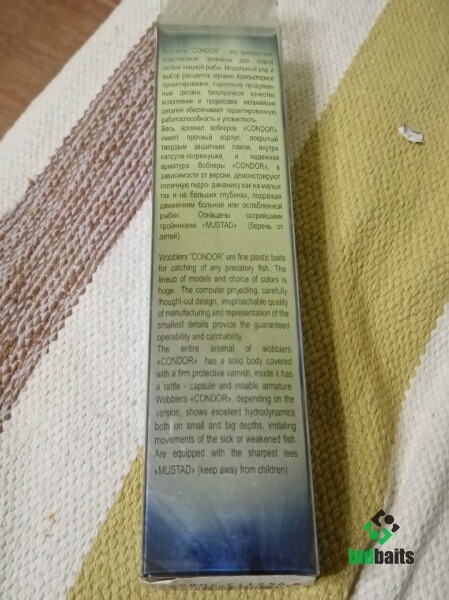 "CONDOR" – это прекрасные
пластиковые приманки для ловли
любой хищной рыбы. Модельный ряд и
выбор расцветок огромен. Компьютерное
проектирование, тщательно продуман-
ный дизайн, безупречное качество
исполнения и прорисовка мельчайших
деталей обеспечивают гарантированную
работоспособность и уловистость.
Весь арсенал воблеров «CONDOR»
имеет прочный корпус, покрытый
твердым защитным лаком, внутри
капсула-погремушка, и надежная
арматура. Воблеры «CONDOR», в
зависимости от версии, демонстрируют
отличную гидро- динамику как на малых
так и на больших глубинах, подражая
движениям больной или ослабленной
рыбки. Оснащены острейшими
тройниками «MUSTAD» (беречь от
детей)
Wobblers "CONDOR" are fine plastic baits
for catching of any predatory fish. The
lineup of models and choice of colors is
huge. The computer projecting, carefully
thought-out design, irreproachable quality
of manufacturing and representation of the
smallest details provide the guaranteed
operability and catchability.
The entire arsenal of wobblers
«CONDOR» has a solid body covered
with a firm protective varnish, inside it has
a rattle - capsule and reliable armature.
Wobblers «CONDOR», depending on the
version, shows excellent hydrodynamics
both on small and big depths, imitating
movements of the sick or weakened fish.
Are equipped with the sharpest tees
«MUSTAD» (keep away from children)
bidbaits